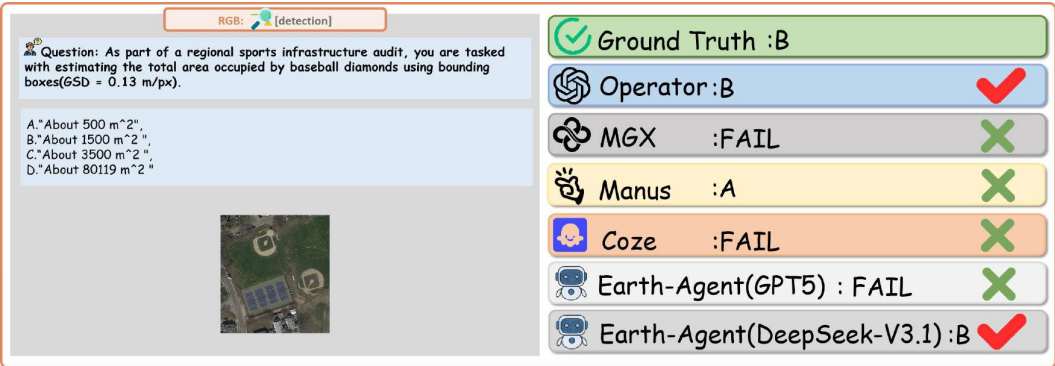 RGB: [detection]
Question: As part of a regional sports infrastructure audit, you are tasked
with estimating the total area occupied by baseball diamonds using bounding
boxes(GSD = 0.13 m/px).
A."About 500 m^2",
B."About 1500 m^2 ",
C."About 3500 m^2 ",
D."About 80119 m^2 "
Ground Truth :B
Operator:B
MGX :FAIL
Manus :A
Coze :FAIL
Earth-Agent(GPT5) : FAIL
Earth-Agent(DeepSeek-V3.1) :B